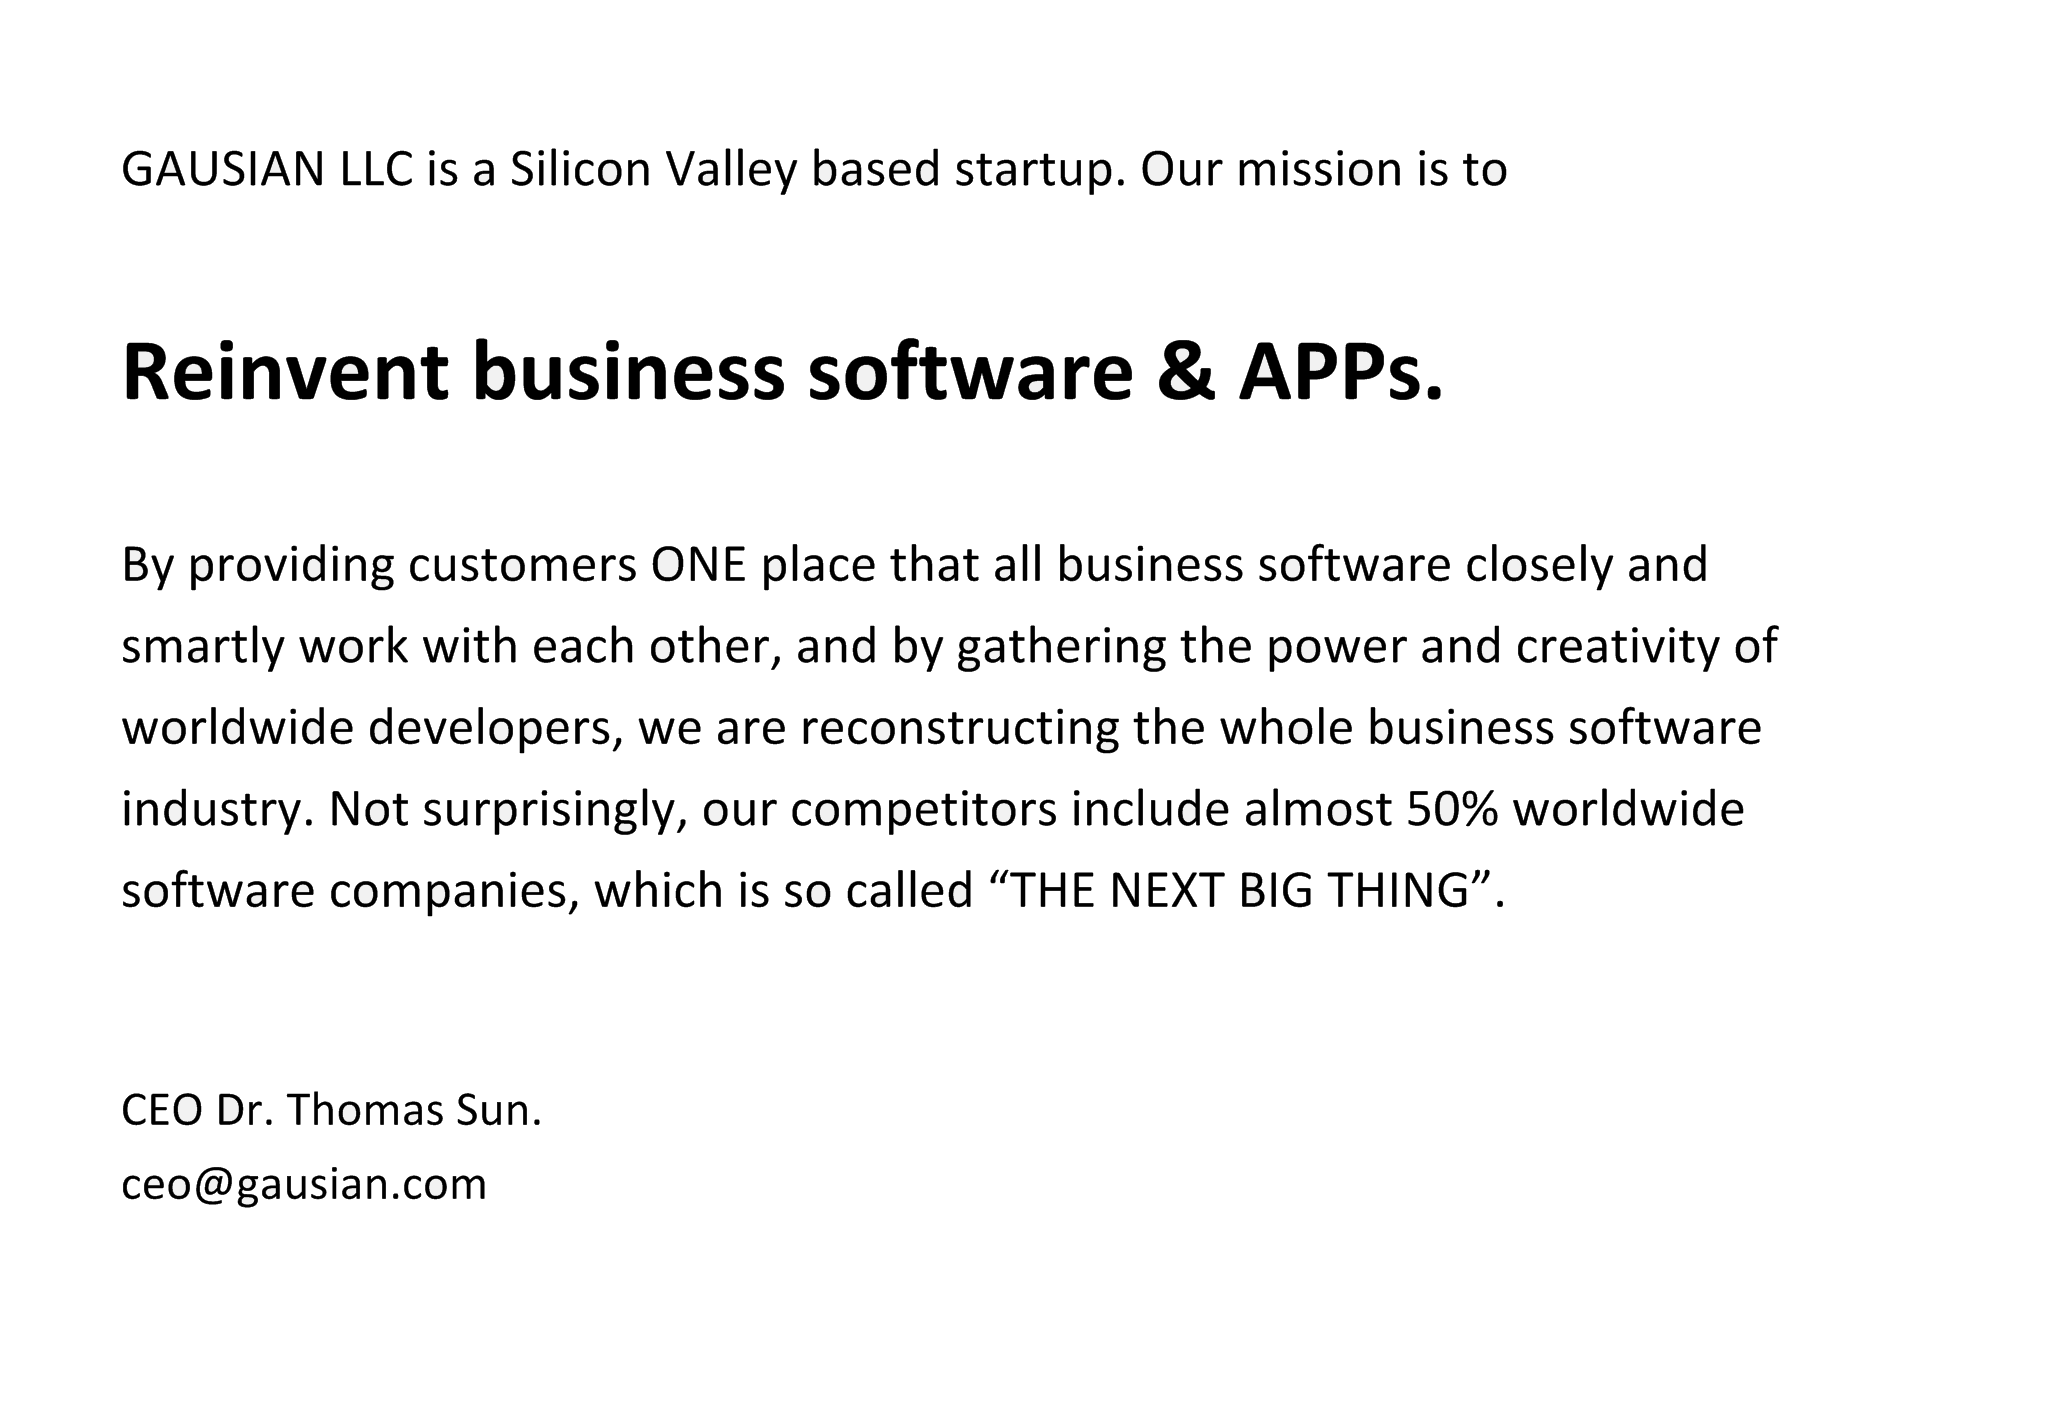 GAUSIAN LLC is a Silicon Valley based startup. Our mission is to
Reinvent business software & APPs.
By providing customers ONE place that all business software closely and
smartly work with each other, and by gathering the power and creativity of
worldwide developers, we are reconstructing the whole business software
industry. Not surprisingly, our competitors include almost 50% worldwide
software companies, which is so called “THE NEXT BIG THING”.
CEO Dr. Thomas Sun.
ceo@gausian.com